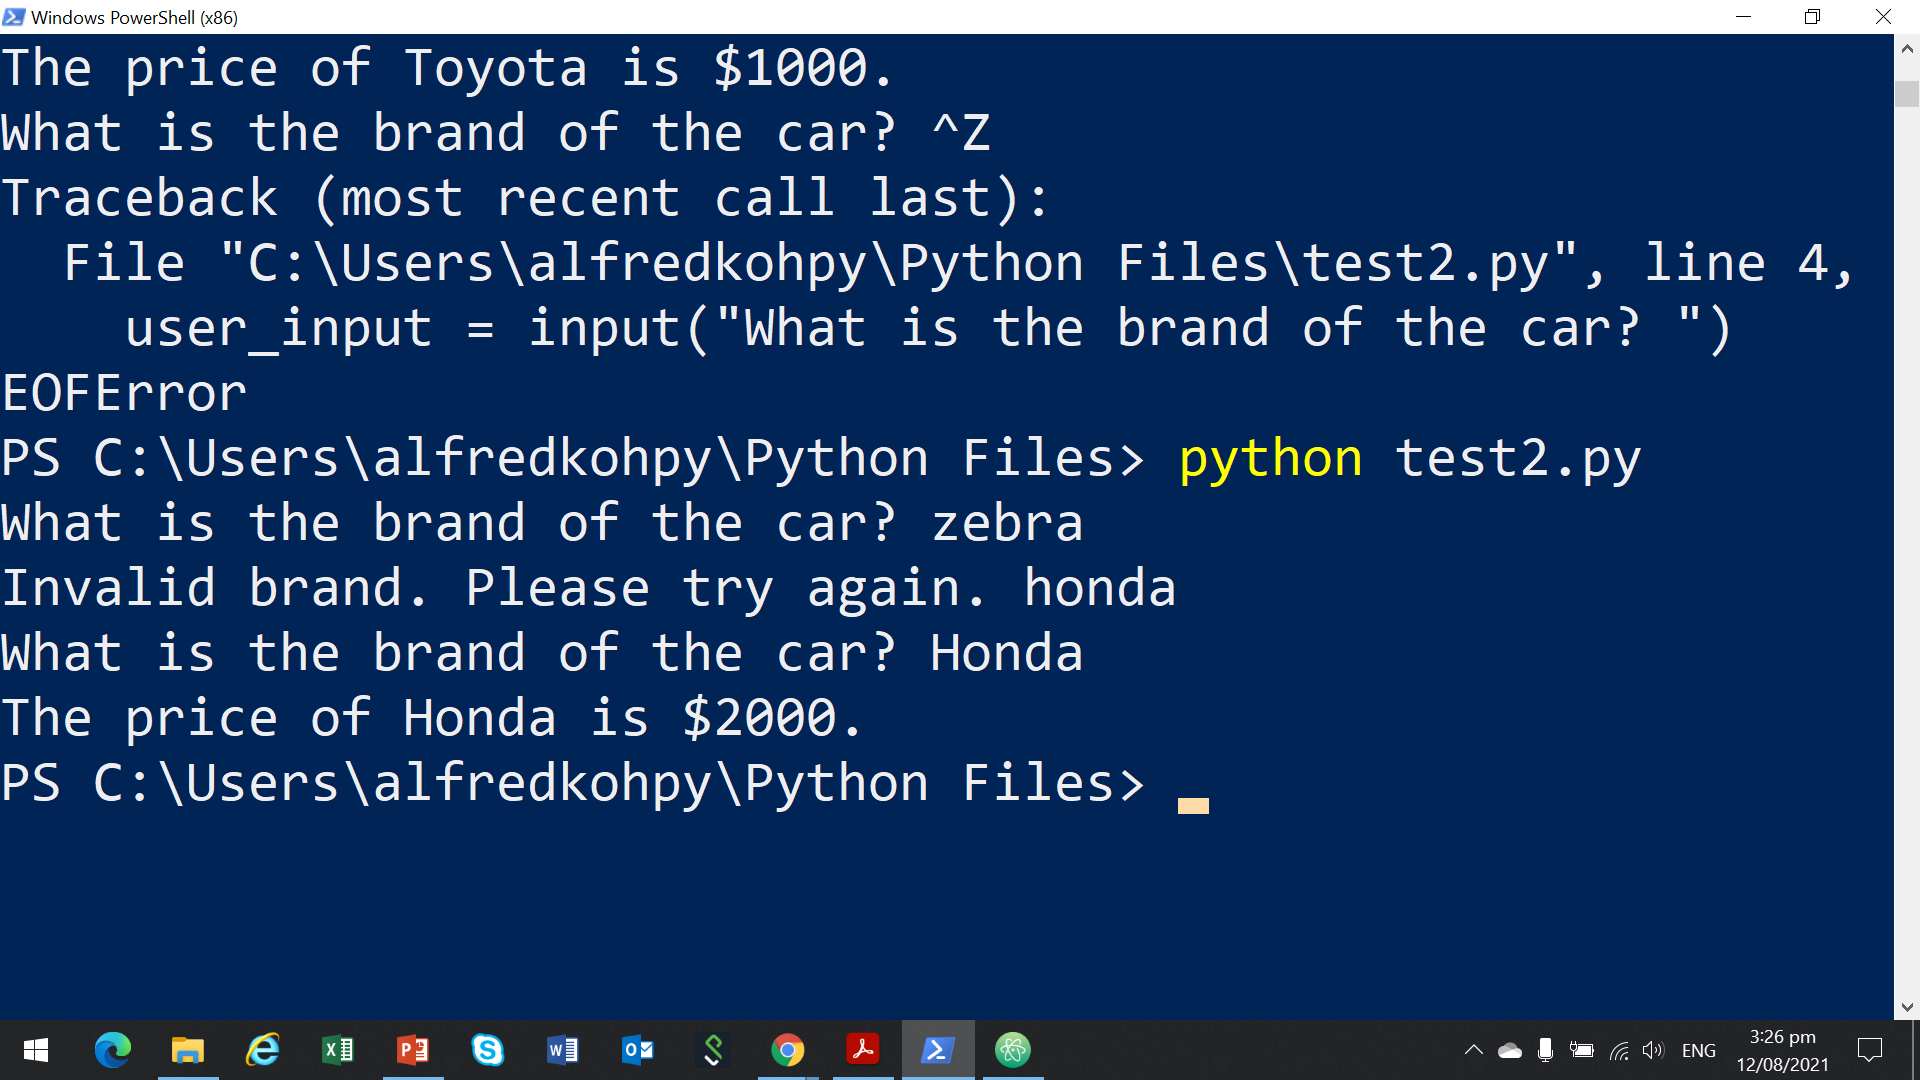 Windows PowerShell (x86)
The price of Toyota is $1000.
What is the brand of the car? ^Z
Traceback (most recent call last):
  File "C:\Users\alfredkohpy\Python Files\test2.py", line 4,
    user_input = input("What is the brand of the car? ")
EOFError
PS C:\Users\alfredkohpy\Python Files> python test2.py
What is the brand of the car? zebra
Invalid brand. Please try again. honda
What is the brand of the car? Honda
The price of Honda is $2000.
PS C:\Users\alfredkohpy\Python Files>
ENG
3:26 pm
12/08/2021